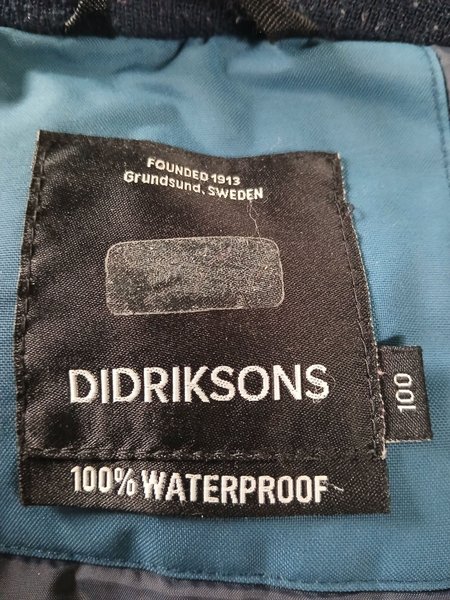 FOUNDED 1913
Grundsund, SWEDEN
DIDRIKSONS
100
100% WATERPROOF